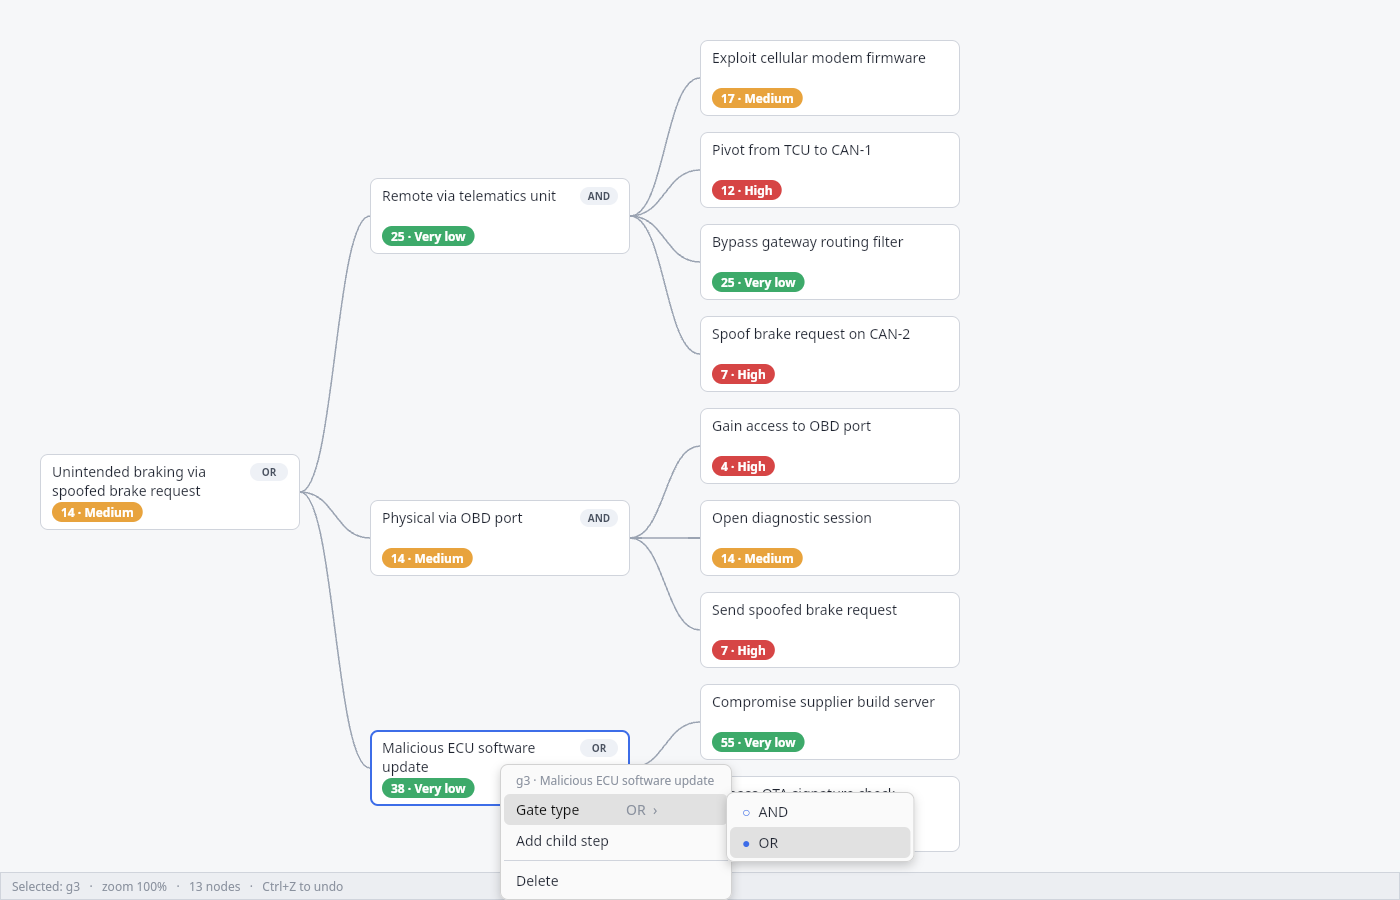 Exploit cellular modem firmware
17 · Medium
Pivot from TCU to CAN-1
12 · High
Remote via telematics unit AND
25 · Very low
Bypass gateway routing filter
25 · Very low
Spoof brake request on CAN-2
7 · High
Gain access to OBD port
4 · High
Unintended braking via OR
spoofed brake request
14 · Medium
Physical via OBD port AND
14 · Medium
Open diagnostic session
14 · Medium
Send spoofed brake request
7 · High
Compromise supplier build server
55 · Very low
Malicious ECU software OR
update
38 · Very low
g3 · Malicious ECU software update
Gate type OR ›
Add child step
Delete
OTA signature check
AND
OR
Selected: g3 · zoom 100% · 13 nodes · Ctrl+Z to undo